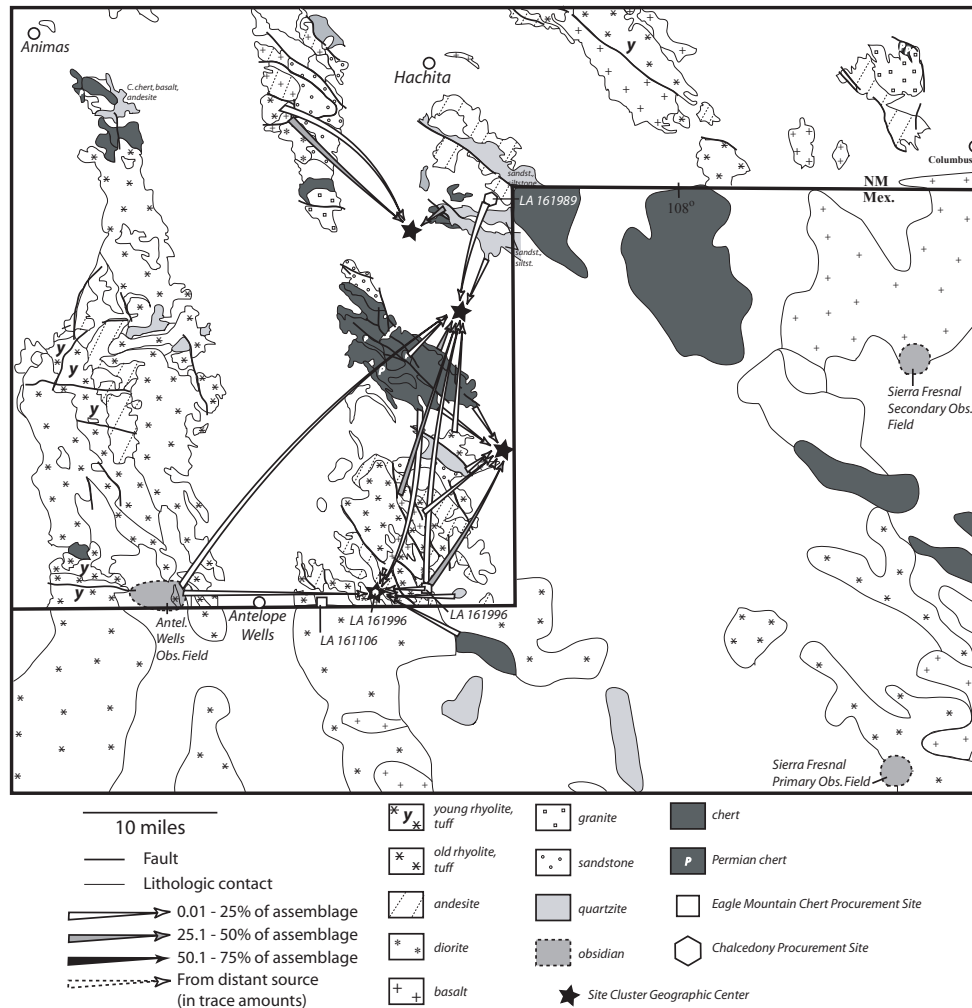 Animas
Hachita
y
C. chert, basalt,
andesite
Columbus
NM
Mex.
108°
sandst.,
siltstone
LA 161989
sandst.,
siltst.
P
y
y
y
y
Sierra Fresnal
Secondary Obs.
Field
y
y
Antel.
Wells
Obs. Field
Antelope
Wells
LA 161106
LA 161996
LA 161996
Sierra Fresnal
Primary Obs. Field
10 miles
Fault
Lithologic contact
0.01 - 25% of assemblage
25.1 - 50% of assemblage
50.1 - 75% of assemblage
From distant source
(in trace amounts)
y
young rhyolite,
tuff
old rhyolite,
tuff
andesite
diorite
basalt
granite
sandstone
quartzite
obsidian
Site Cluster Geographic Center
chert
P
Permian chert
Eagle Mountain Chert Procurement Site
Chalcedony Procurement Site